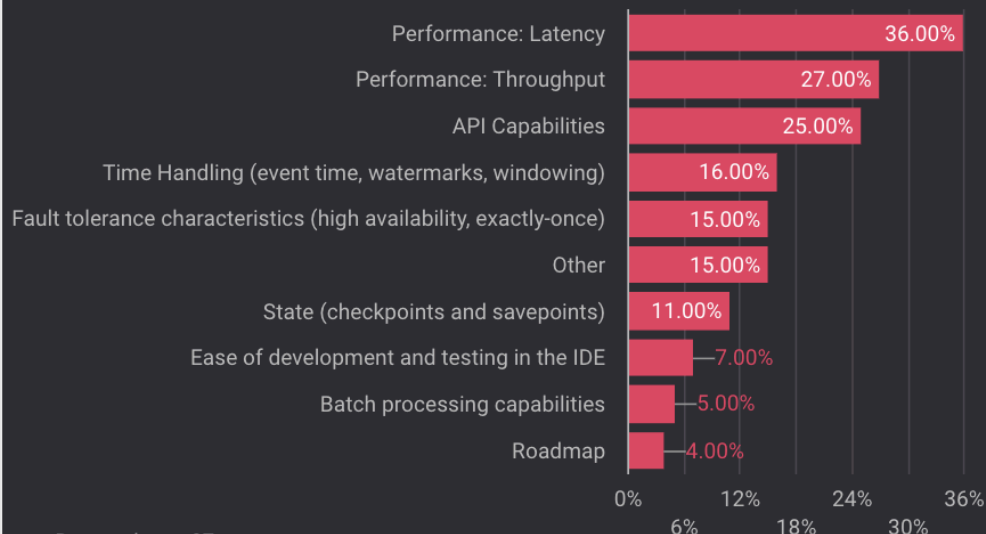 Performance: Latency 36.00%
Performance: Throughput 27.00%
API Capabilities 25.00%
Time Handling (event time, watermarks, windowing) 16.00%
Fault tolerance characteristics (high availability, exactly-once) 15.00%
Other 15.00%
State (checkpoints and savepoints) 11.00%
Ease of development and testing in the IDE 7.00%
Batch processing capabilities 5.00%
Roadmap 4.00%
0% 12% 24% 36%
6% 18% 30%